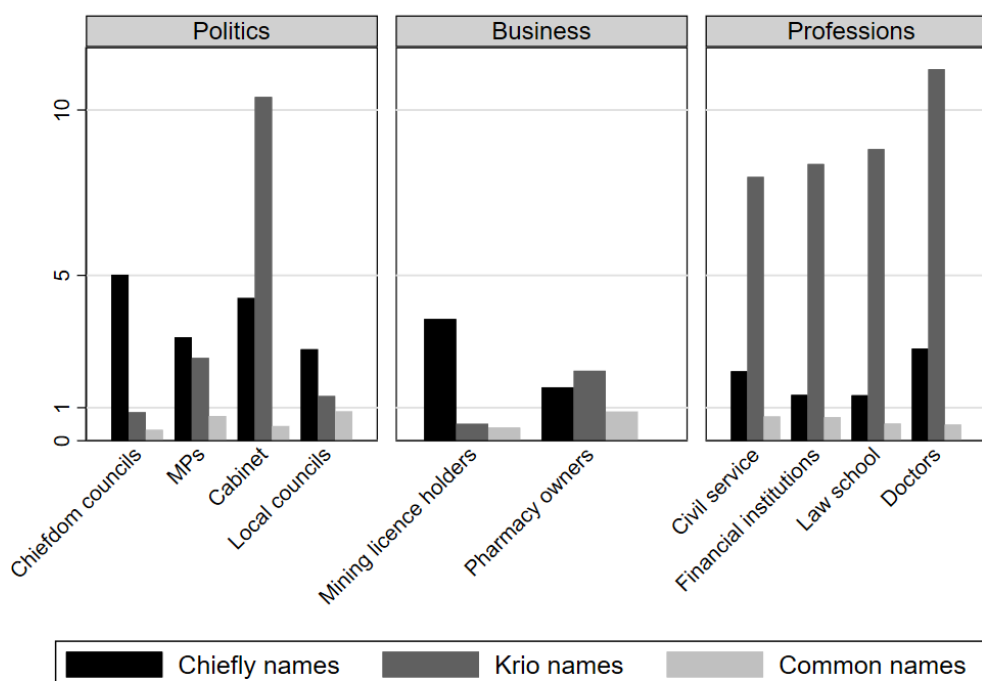 Politics
Business
Professions
10
5
1
0
Chiefdom councils
MPs
Cabinet
Local councils
Mining licence holders
Pharmacy owners
Civil service
Financial institutions
Law school
Doctors
Chiefly names
Krio names
Common names